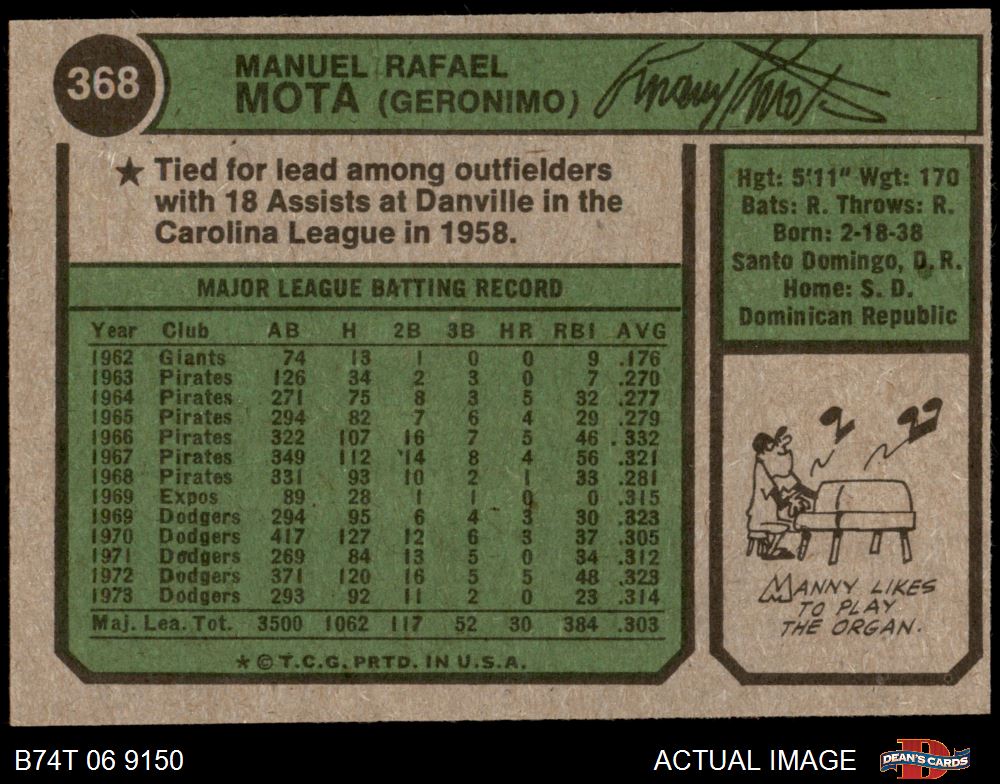 368
MANUEL RAFAEL
MOTA (GERONIMO)
Manny Mota
★ Tied for lead among outfielders
with 18 Assists at Danville in the
Carolina League in 1958.
MAJOR LEAGUE BATTING RECORD
Year Club AB H 2B 3B HR RBI AVG
1962 Giants 74 13 1 0 0 9 .176
1963 Pirates 126 34 2 3 0 7 .270
1964 Pirates 271 75 8 3 5 32 .277
1965 Pirates 294 82 7 6 4 29 .279
1966 Pirates 322 107 16 7 5 46 .332
1967 Pirates 349 112 14 8 4 56 .321
1968 Pirates 331 93 10 2 1 33 .281
1969 Expos 89 28 1 1 0 0 .315
1969 Dodgers 294 95 6 4 3 30 .323
1970 Dodgers 417 127 12 6 3 37 .305
1971 Dodgers 269 84 13 5 0 34 .312
1972 Dodgers 371 120 16 5 5 48 .323
1973 Dodgers 293 92 11 2 0 23 .314
Maj. Lea. Tot. 3500 1062 117 52 30 384 .303
★ © T.C.G. PRTD. IN U.S.A.
Hgt: 5'11" Wgt: 170
Bats: R. Throws: R.
Born: 2-18-38
Santo Domingo, D.R.
Home: S. D.
Dominican Republic
MANNY LIKES
TO PLAY
THE ORGAN.
B74T 06 9150
ACTUAL IMAGE
DEAN'S CARDS